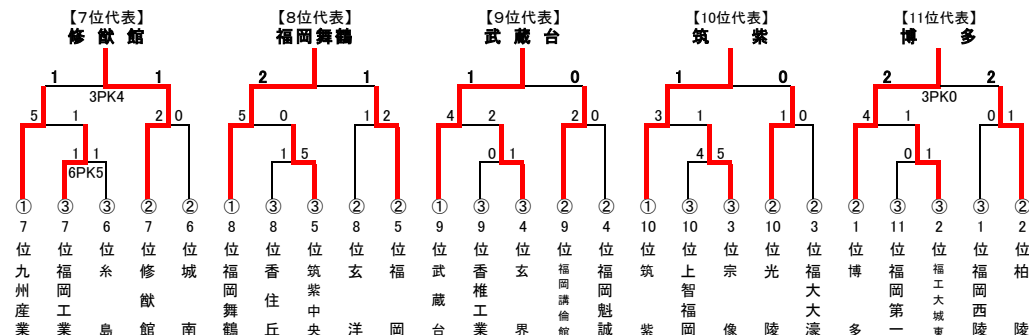 【7位代表】 【8位代表】 【9位代表】 【10位代表】 【11位代表】
修猷館 福岡舞鶴 武蔵台 筑紫 博多
1 1 2 1 1 0 1 0 2 2
3PK4 3PK0
5 1 2 0 5 0 1 2 4 2 2 0 3 1 1 0 4 1 0 1
1 1 1 5 0 1 4 5 0 1
6PK5
① ③ ③ ② ② ① ③ ③ ② ② ① ③ ③ ② ② ① ③ ③ ② ② ② ③ ③ ① ②
7位九州産業
7位福岡工業
6位糸島
7位修猷館
6位城南
8位福岡舞鶴
8位香住丘
5位筑紫中央
8位玄洋
5位福岡
9位武蔵台
9位香椎工業
4位玄界
9位福岡講倫館
4位福岡魁誠
10位筑紫
10位上智福岡
3位宗像
10位光陵
3位福大大濠
1位博多
11位福岡第一
2位福工大城東
1位福岡西陵
2位柏陵